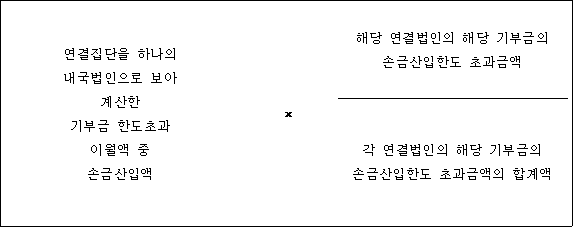 연결집단을 하나의
내국법인으로 보아
계산한
기부금 한도초과
이월액 중
손금산입액
×
해당 연결법인의 해당 기부금의
손금산입한도 초과금액
각 연결법인의 해당 기부금의
손금산입한도 초과금액의 합계액